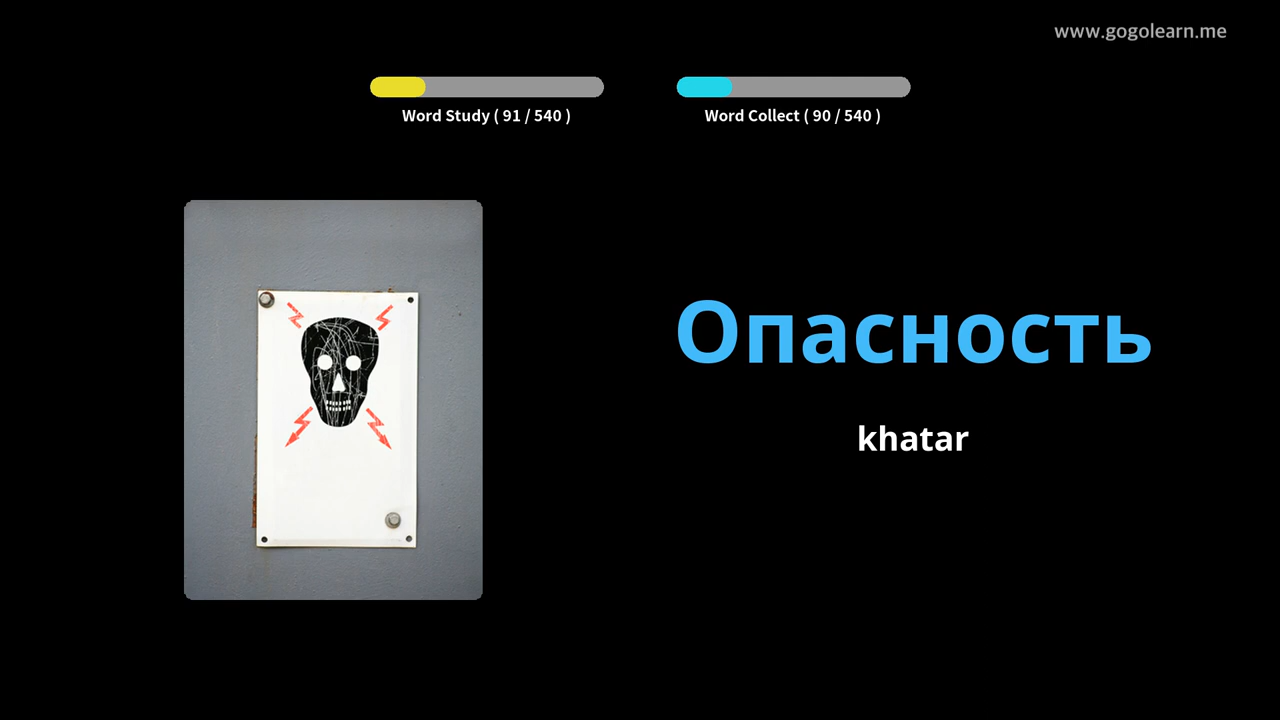 www.gogolearn.me
Word Study ( 91 / 540 )
Word Collect ( 90 / 540 )
Опасность
khatar